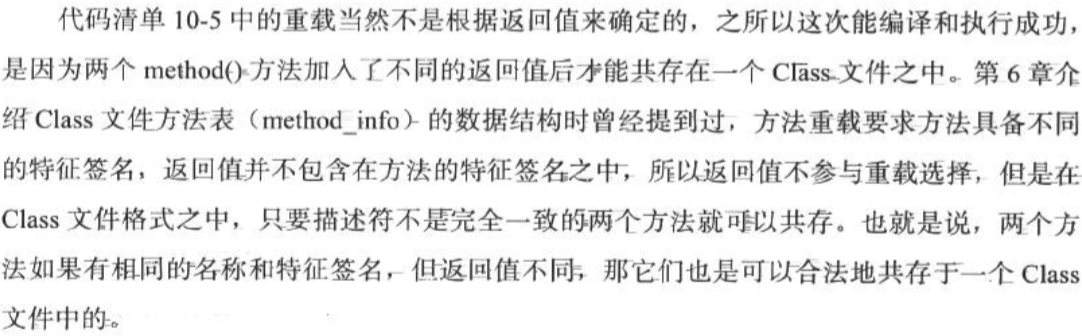 代码清单 10-5 中的重载当然不是根据返回值来确定的，之所以这次能编译和执行成功，
是因为两个 method()方法加入了不同的返回值后才能共存在一个 Class 文件之中。第 6 章介
绍 Class 文件方法表（method_info）的数据结构时曾经提到过，方法重载要求方法具备不同
的特征签名，返回值并不包含在方法的特征签名之中，所以返回值不参与重载选择，但是在
Class 文件格式之中，只要描述符不是完全一致的两个方法就可以共存。也就是说，两个方
法如果有相同的名称和特征签名，但返回值不同，那它们也是可以合法地共存于一个 Class
文件中的。